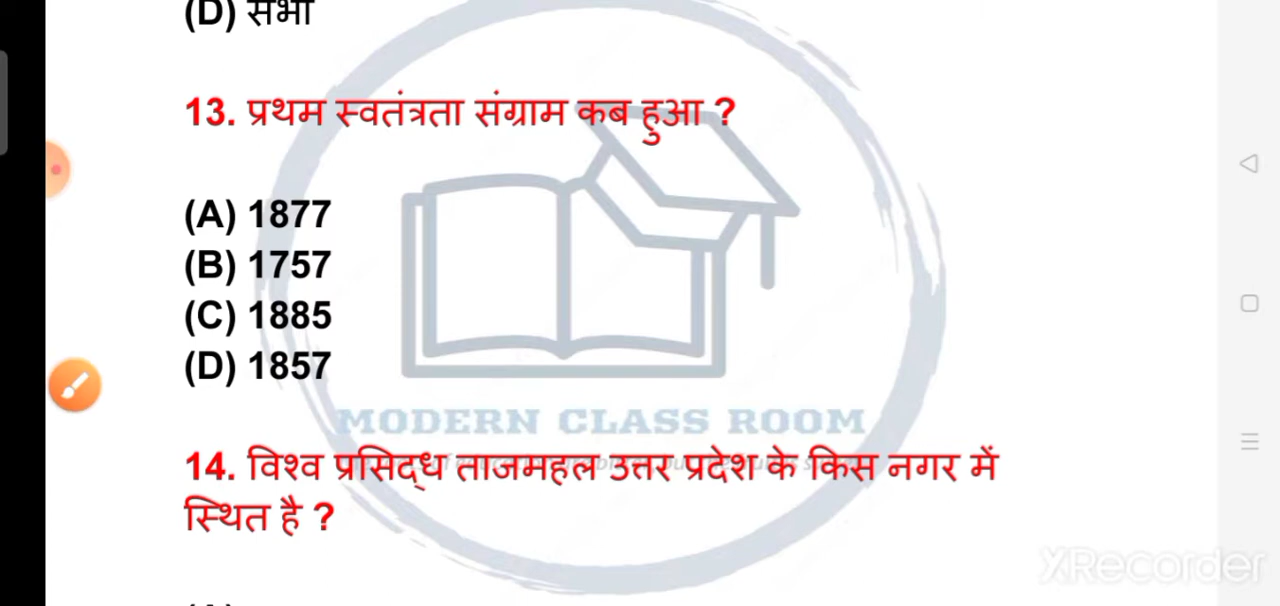 (D) सभी
13. प्रथम स्वतंत्रता संग्राम कब हुआ ?
(A) 1877
(B) 1757
(C) 1885
(D) 1857
MODERN CLASS ROOM
14. विश्व प्रसिद्ध ताजमहल उत्तर प्रदेश के किस नगर में
स्थित है ?
XRecorder